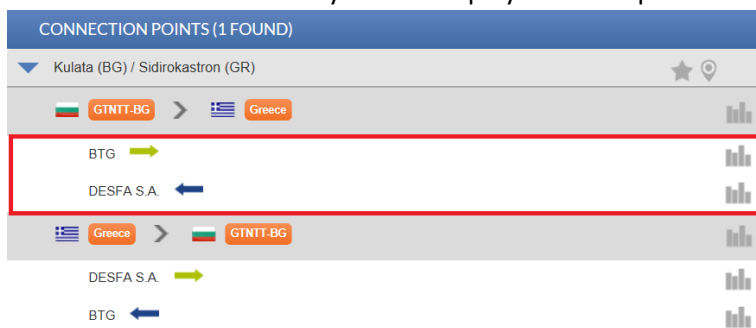 CONNECTION POINTS (1 FOUND)
Kulata (BG) / Sidirokastron (GR)
GTNTT-BG > Greece
BTG
DESFA S.A.
Greece > GTNTT-BG
DESFA S.A.
BTG